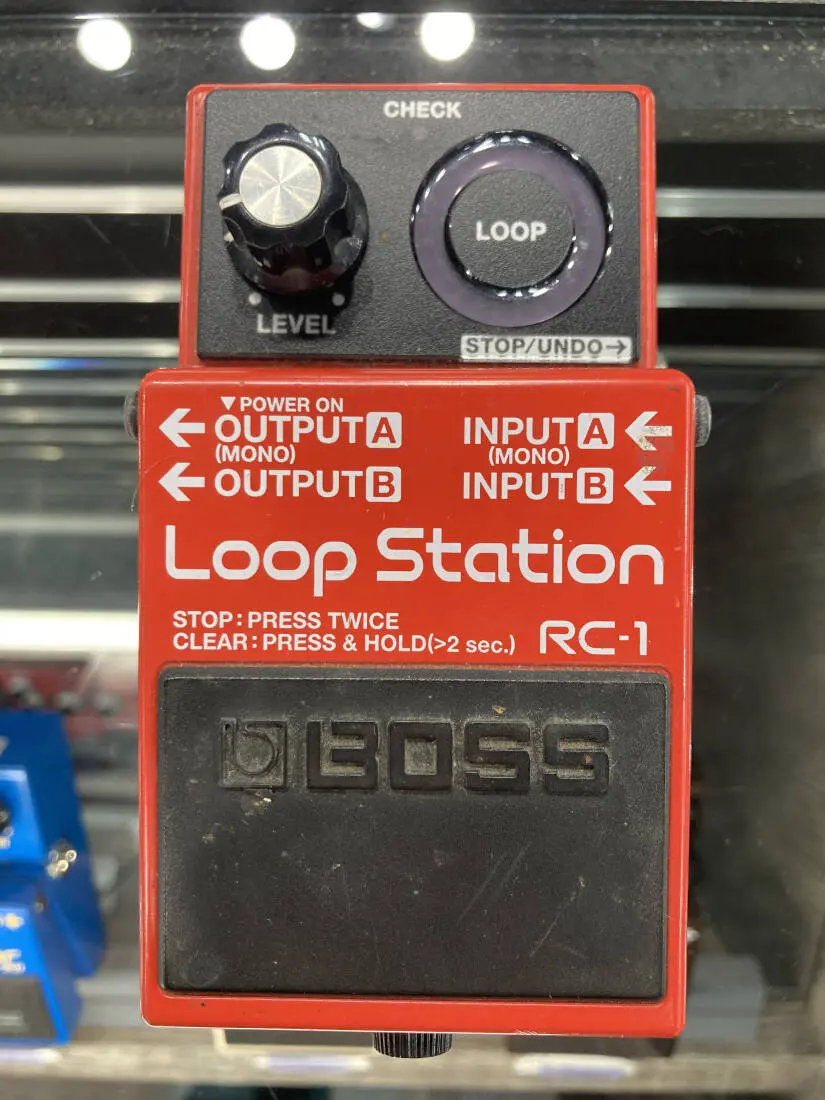 CHECK
LOOP
LEVEL
STOP/UNDO→
▼POWER ON
←OUTPUT A
(MONO)
←OUTPUT B
INPUT A←
(MONO)
INPUT B←
Loop Station
STOP:PRESS TWICE
CLEAR:PRESS & HOLD(>2 sec.)
RC-1
BOSS